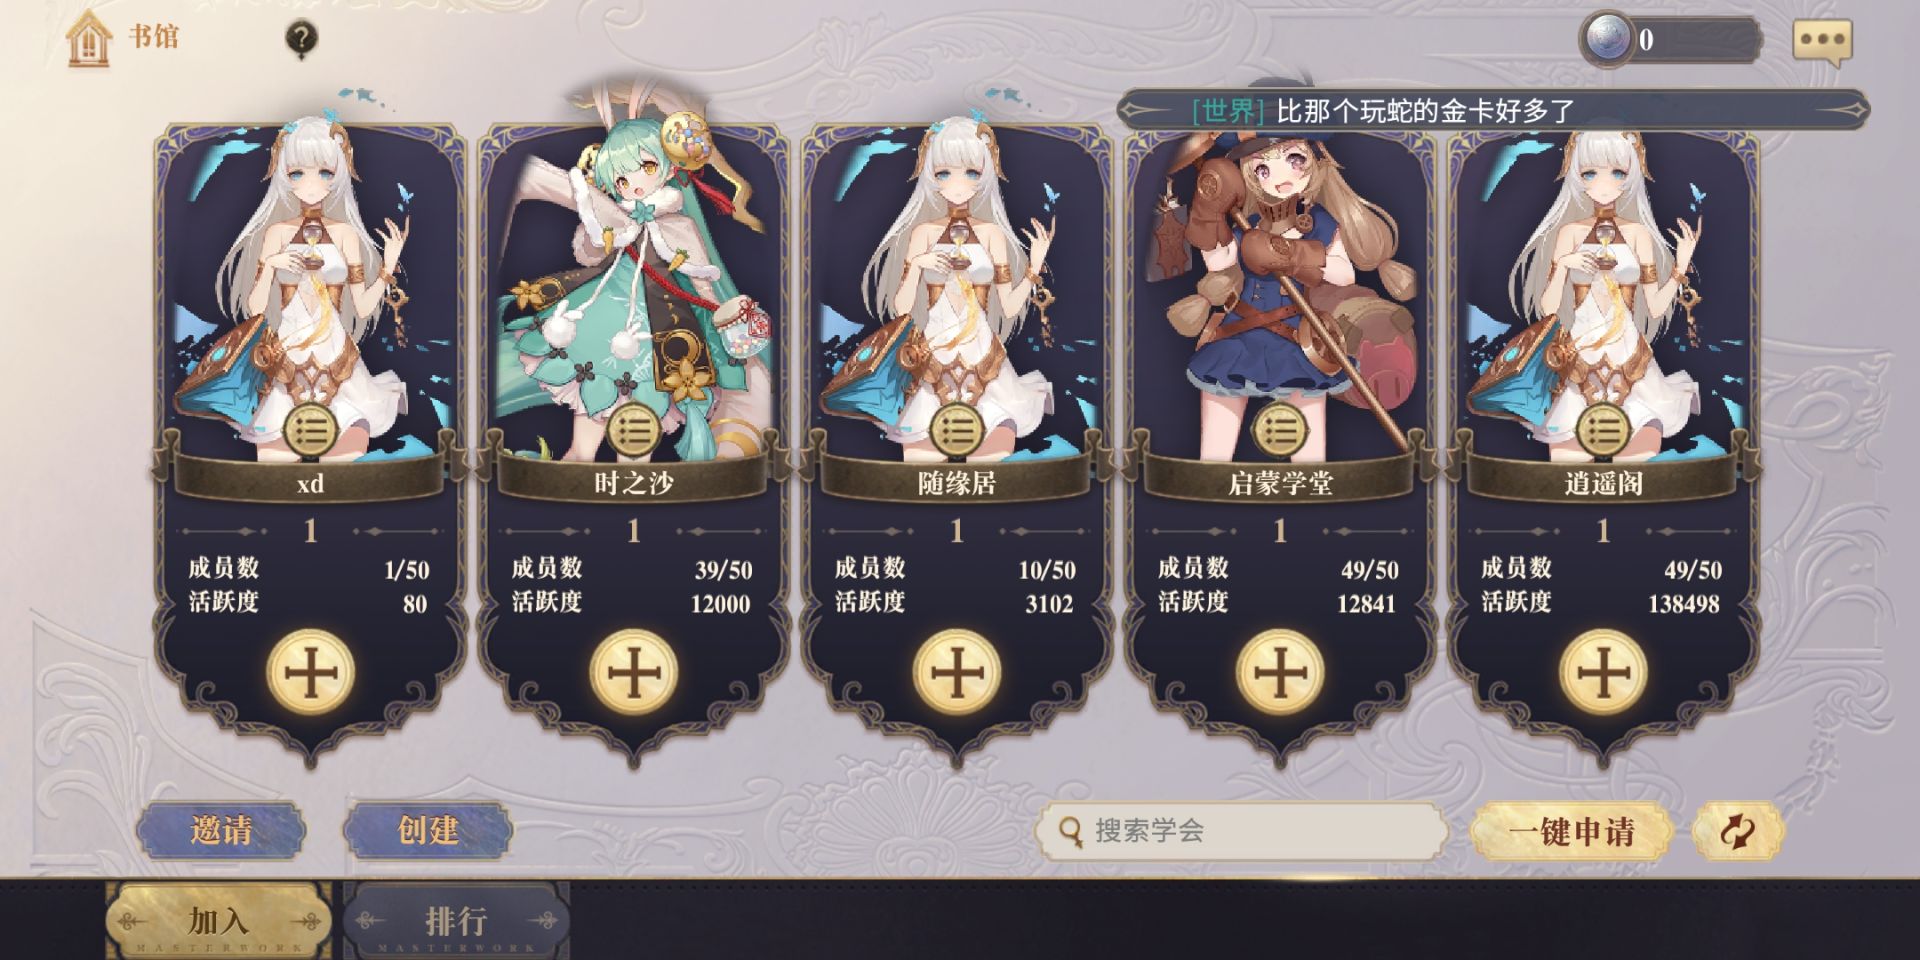 书馆
?
0
[世界] 比那个玩蛇的金卡好多了
xd
1
成员数 1/50
活跃度 80
时之沙
1
成员数 39/50
活跃度 12000
随缘居
1
成员数 10/50
活跃度 3102
启蒙学堂
1
成员数 49/50
活跃度 12841
逍遥阁
1
成员数 49/50
活跃度 138498
邀请
创建
搜索学会
一键申请
加入
MASTERWORK
排行
MASTERWORK